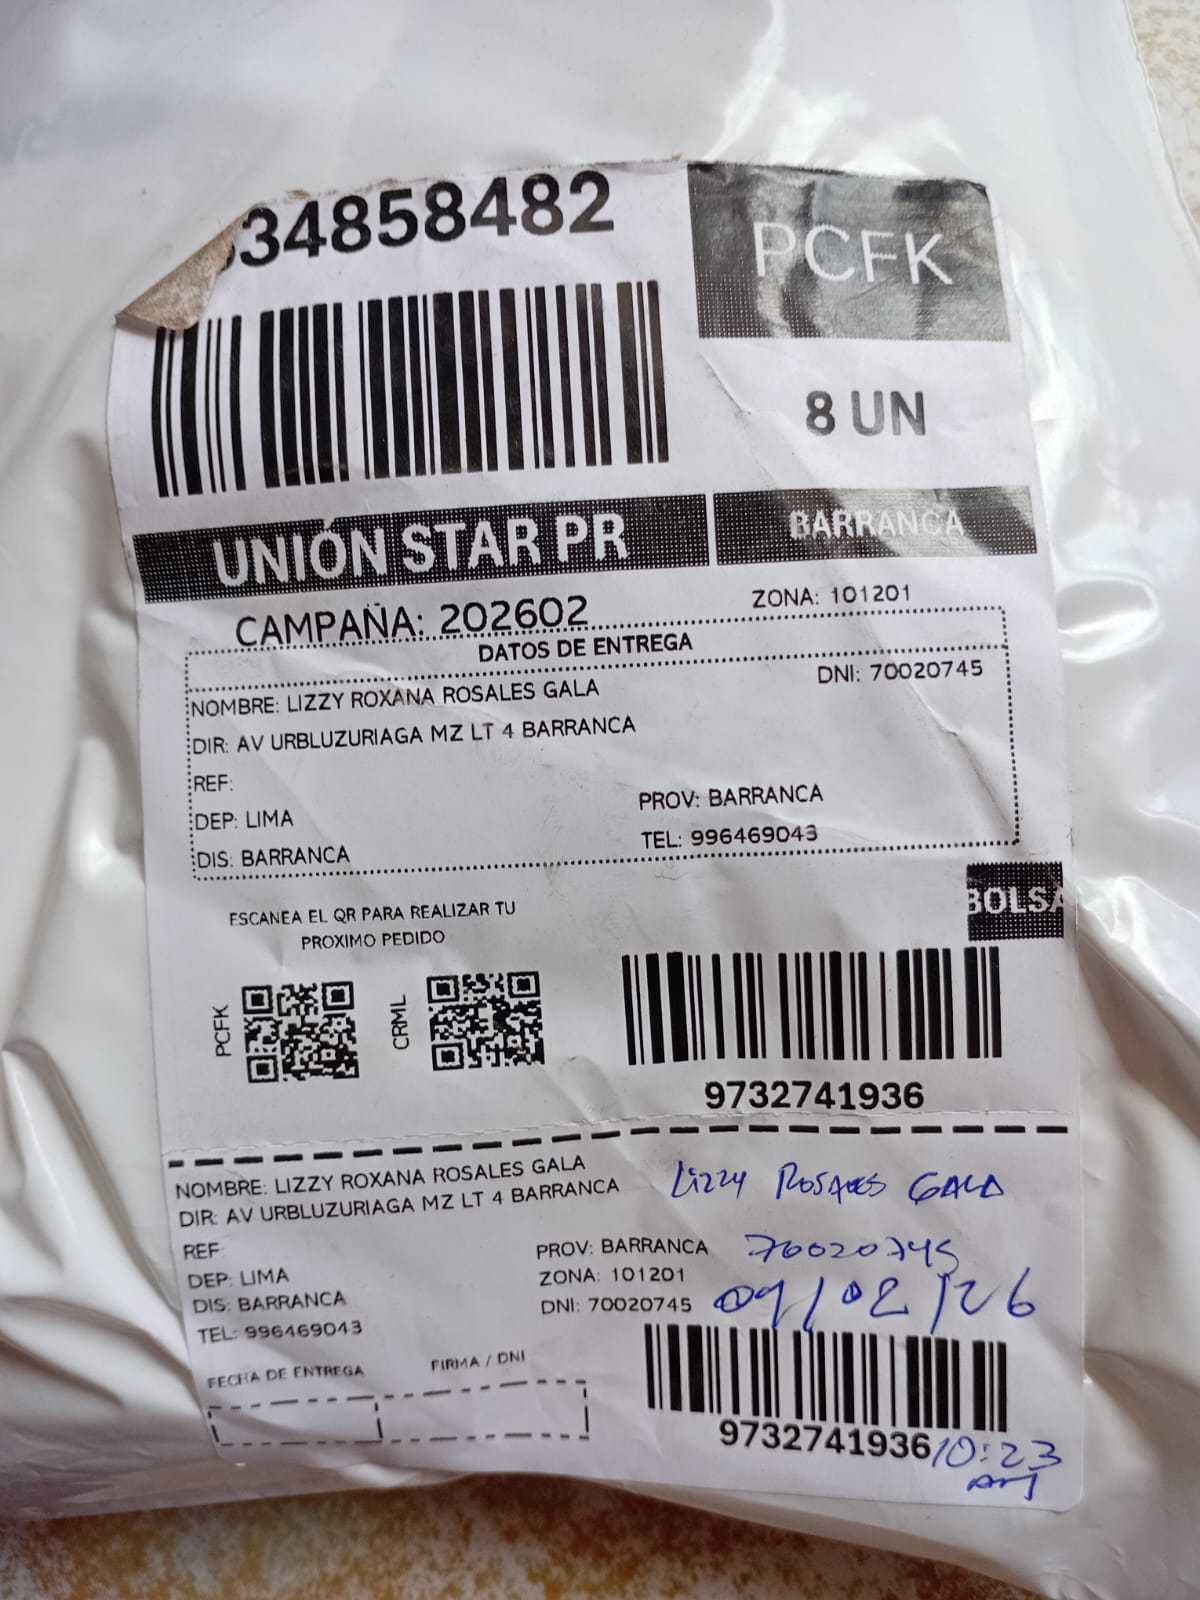 34858482
PCFK
8 UN
UNIÓN STAR PR
BARRANCA
CAMPAÑA: 202602
ZONA: 101201
DATOS DE ENTREGA
NOMBRE: LIZZY ROXANA ROSALES GALA
DNI: 70020745
DIR: AV URBLUZURIAGA MZ LT 4 BARRANCA
REF:
DEP: LIMA
PROV: BARRANCA
DIS: BARRANCA
TEL: 996469043
BOLSA
ESCANEA EL QR PARA REALIZAR TU
PROXIMO PEDIDO
PCFK
CRML
9732741936
NOMBRE: LIZZY ROXANA ROSALES GALA
Lizzy Rosales GALA
DIR: AV URBLUZURIAGA MZ LT 4 BARRANCA
REF
PROV: BARRANCA
70020745
DEP: LIMA
ZONA: 101201
DIS: BARRANCA
DNI: 70020745
09/02/26
TEL: 996469043
FECHA DE ENTREGA
FIRMA / DNI
9732741936
10:23
AM